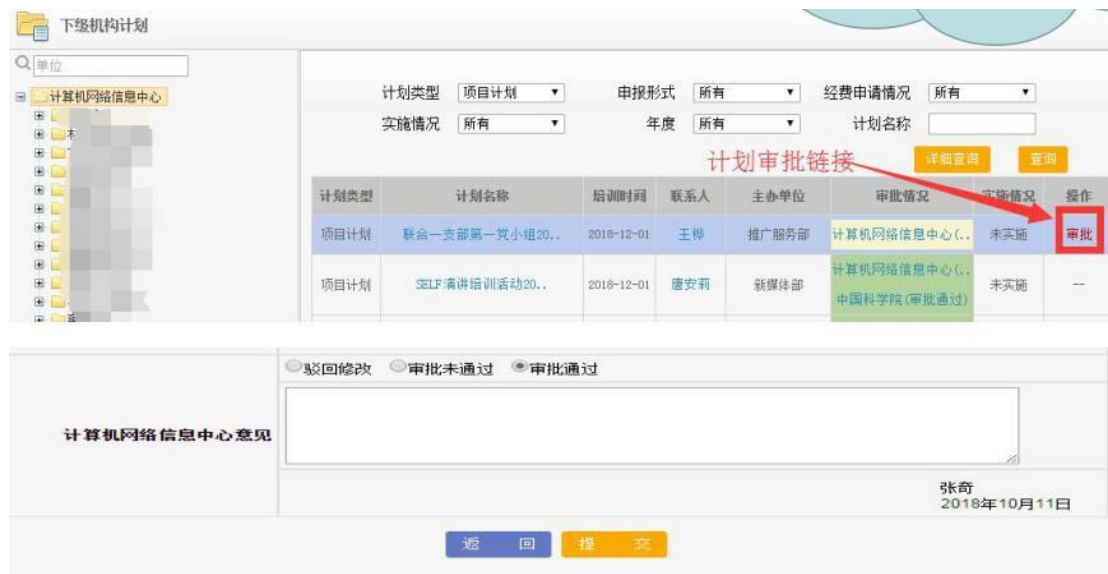 下级机构计划
单位
计算机网络信息中心
计划类型 项目计划 申报形式 所有 经费申请情况 所有
实施情况 所有 年度 所有 计划名称
计划审批链接 详细查询 查询
计划类型 计划名称 培训时间 联系人 主办单位 审批情况 实施情况 操作
项目计划 联合一支部第一党小组20.. 2018-12-01 王桦 推广服务部 计算机网络信息中心(.. 未实施 审批
项目计划 SELF演讲培训活动20.. 2018-12-01 唐安莉 新媒体部 计算机网络信息中心(.. 未实施 --
中国科学院(审批通过)
驳回修改 审批未通过 审批通过
计算机网络信息中心意见
张奇
2018年10月11日
返 回 提 交